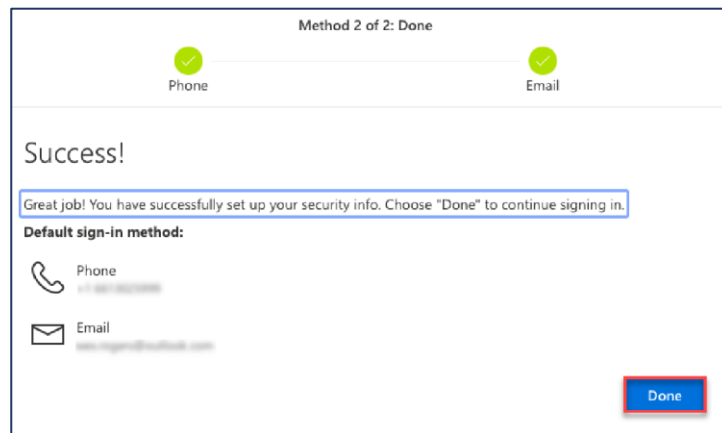 Method 2 of 2: Done
Phone
Email
Success!
Great job! You have successfully set up your security info. Choose "Done" to continue signing in.
Default sign-in method:
Phone
Email
Done